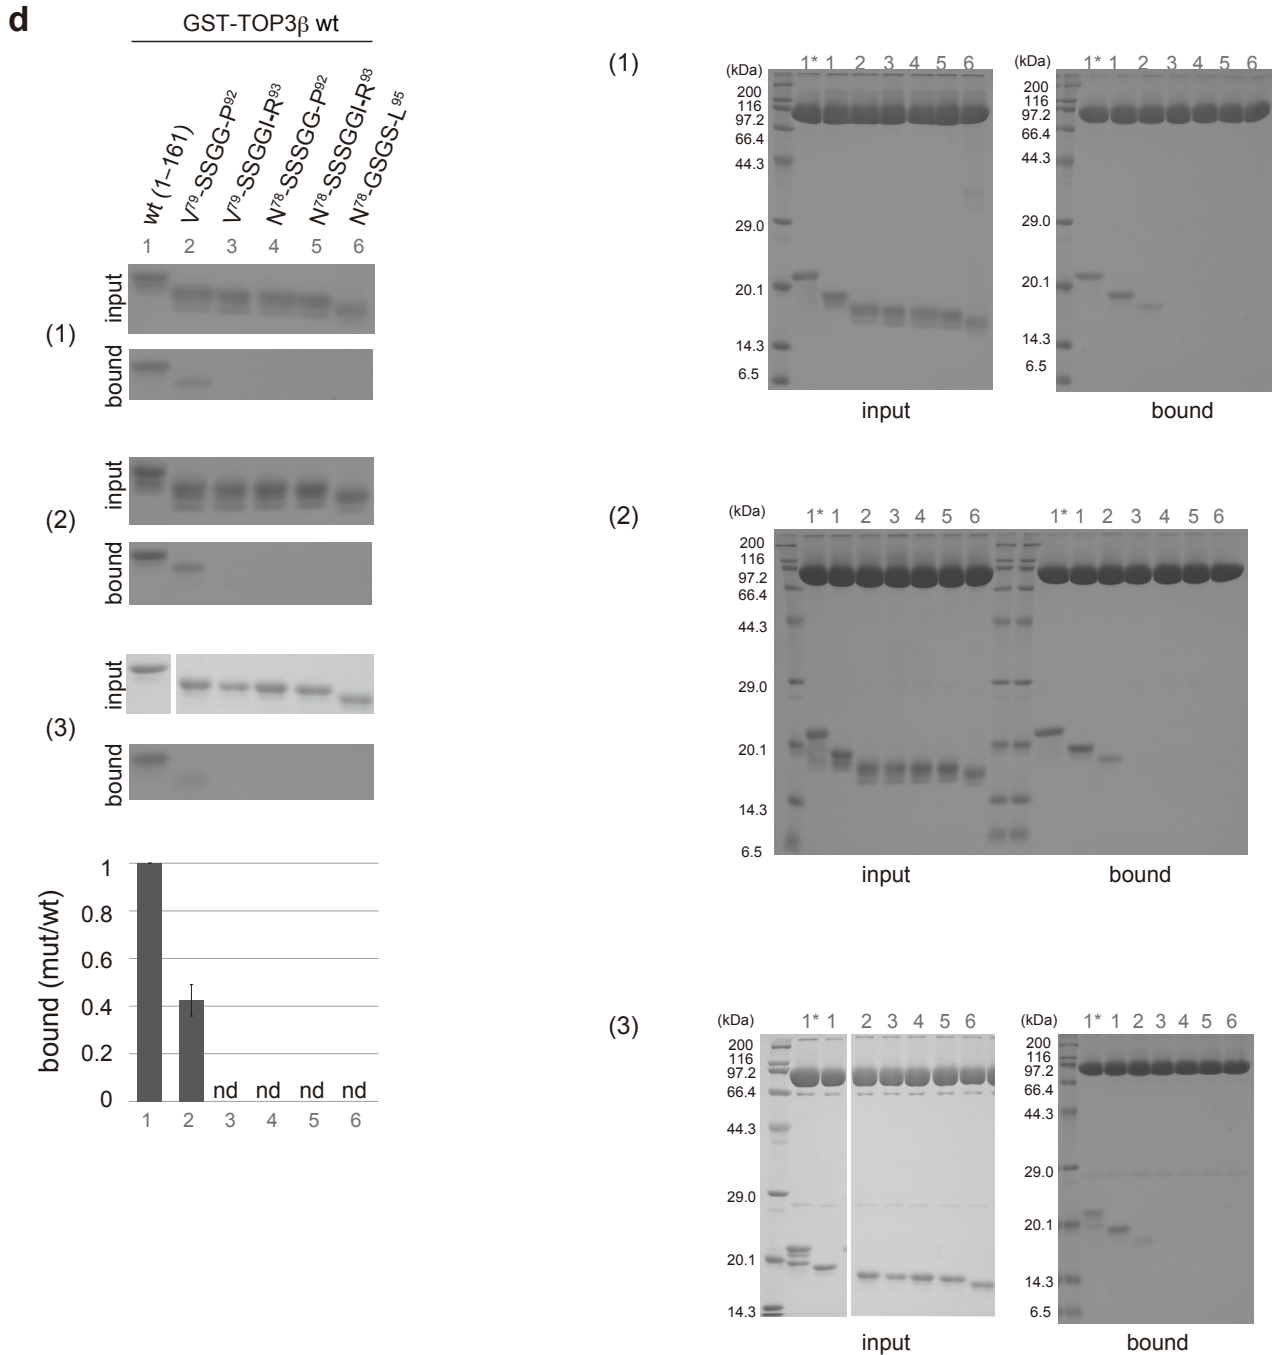 d
GST-TOP3β wt
wt (1–161)
V79-SSGG-P92
V79-SSGGI-R93
N78-SSSGG-P92
N78-SSSGGI-R93
N78-GSGS-L95
1 2 3 4 5 6
(1)
input
bound
(2)
input
bound
(3)
input
bound
bound (mut/wt)
1
0.8
0.6
0.4
0.2
0
nd nd nd nd
1 2 3 4 5 6
(1)
(kDa) 1* 1 2 3 4 5 6
200
116
97.2
66.4
44.3
29.0
20.1
14.3
6.5
input
(kDa) 1* 1 2 3 4 5 6
200
116
97.2
66.4
44.3
29.0
20.1
14.3
6.5
bound
(2)
(kDa) 1* 1 2 3 4 5 6 1* 1 2 3 4 5 6
200
116
97.2
66.4
44.3
29.0
20.1
14.3
6.5
input bound
(3)
(kDa) 1* 1 2 3 4 5 6
200
116
97.2
66.4
44.3
29.0
20.1
14.3
input
(kDa) 1* 1 2 3 4 5 6
200
116
97.2
66.4
44.3
29.0
20.1
14.3
6.5
bound